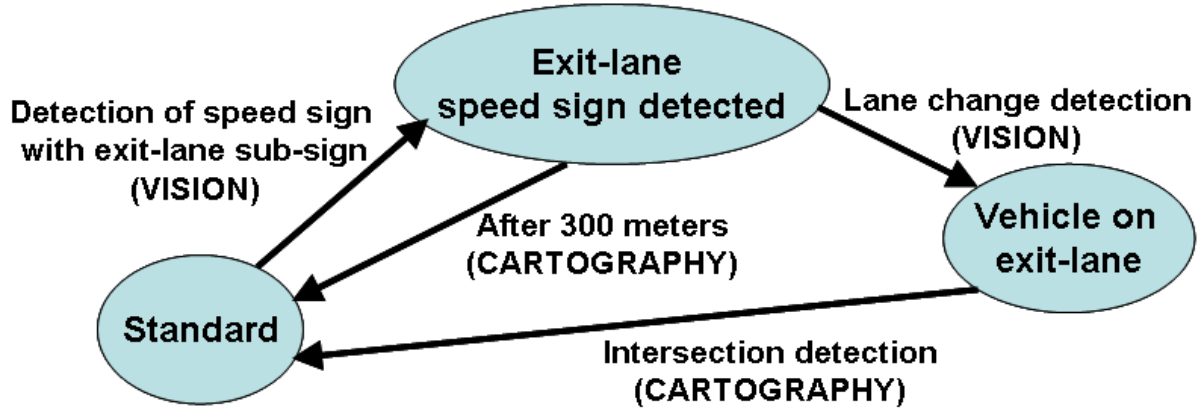 Exit-lane
speed sign detected
Detection of speed sign
with exit-lane sub-sign
(VISION)
Lane change detection
(VISION)
After 300 meters
(CARTOGRAPHY)
Vehicle on
exit-lane
Standard
Intersection detection
(CARTOGRAPHY)